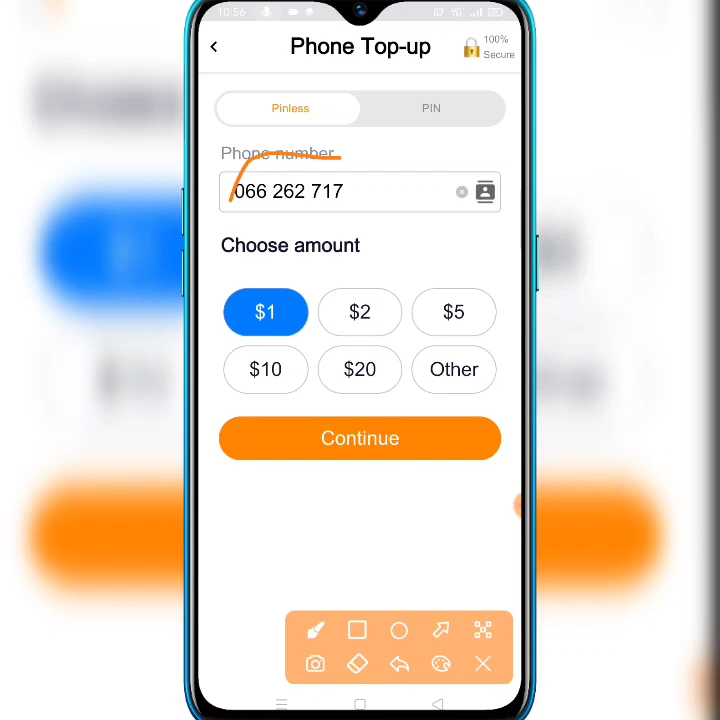 10:56
Phone Top-up
100%
Secure
Pinless
PIN
Phone number
066 262 717
Choose amount
$1
$2
$5
$10
$20
Other
Continue